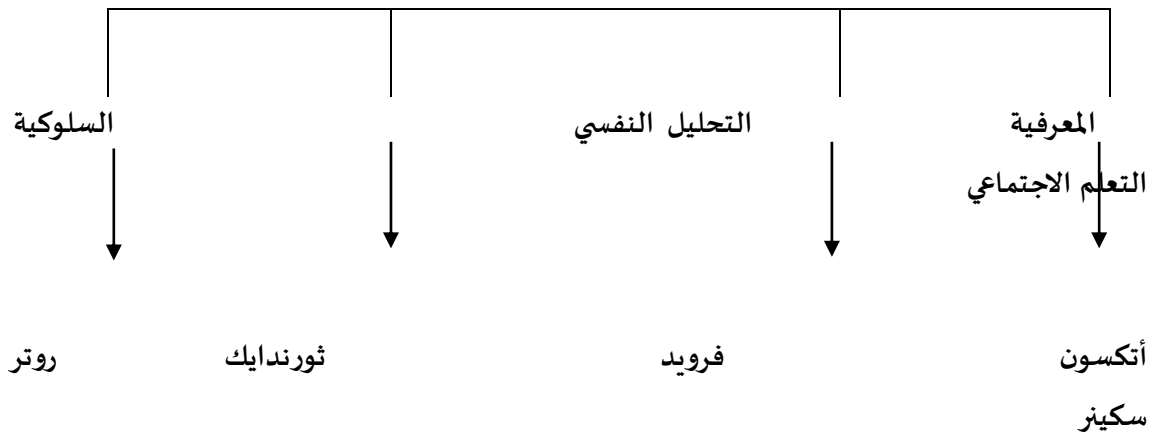 المعرفية التحليل النفسي السلوكية
التعلم الاجتماعي
أتكسون فرويد ثورندايك روتر
سكينر